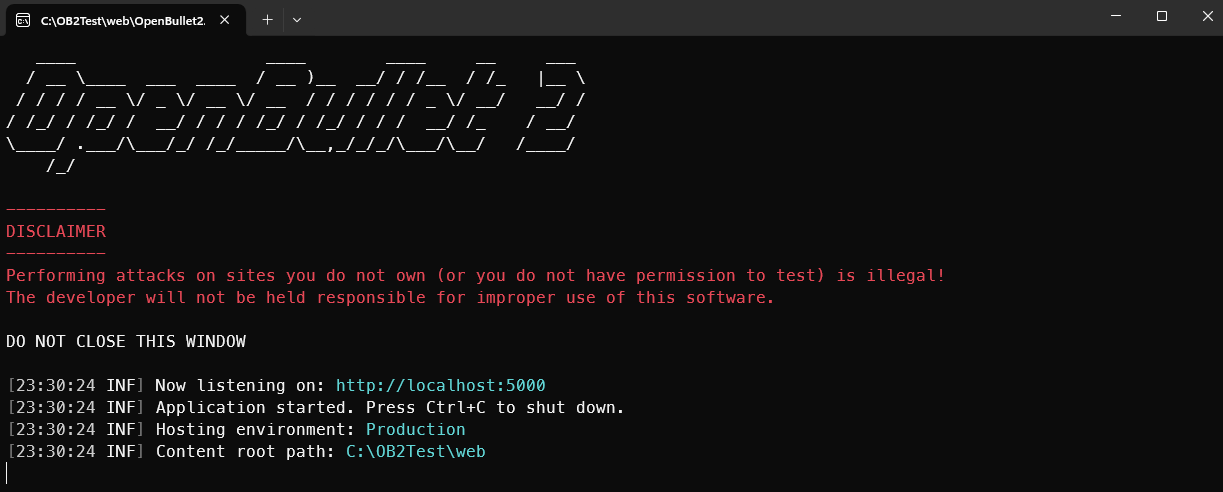 C:\OB2Test\web\OpenBullet2.
OpenBullet 2
----------
DISCLAIMER
----------
Performing attacks on sites you do not own (or you do not have permission to test) is illegal!
The developer will not be held responsible for improper use of this software.
DO NOT CLOSE THIS WINDOW
[23:30:24 INF] Now listening on: http://localhost:5000
[23:30:24 INF] Application started. Press Ctrl+C to shut down.
[23:30:24 INF] Hosting environment: Production
[23:30:24 INF] Content root path: C:\OB2Test\web